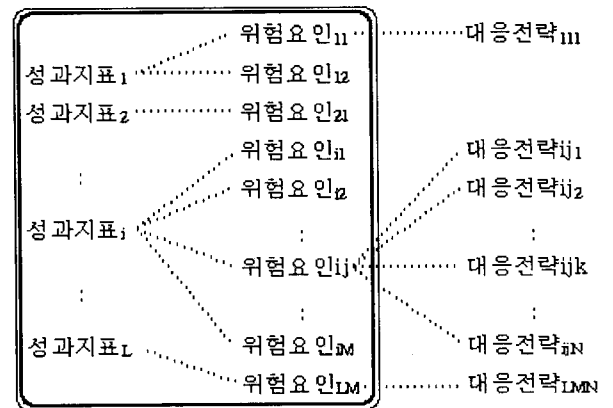 위험요인11 대응전략111
성과지표1 위험요인12
성과지표2 위험요인21
위험요인i1 대응전략ij1
위험요인i2 대응전략ij2
성과지표i
위험요인ij 대응전략ijk
위험요인iM 대응전략ijN
성과지표L
위험요인LM 대응전략LMN